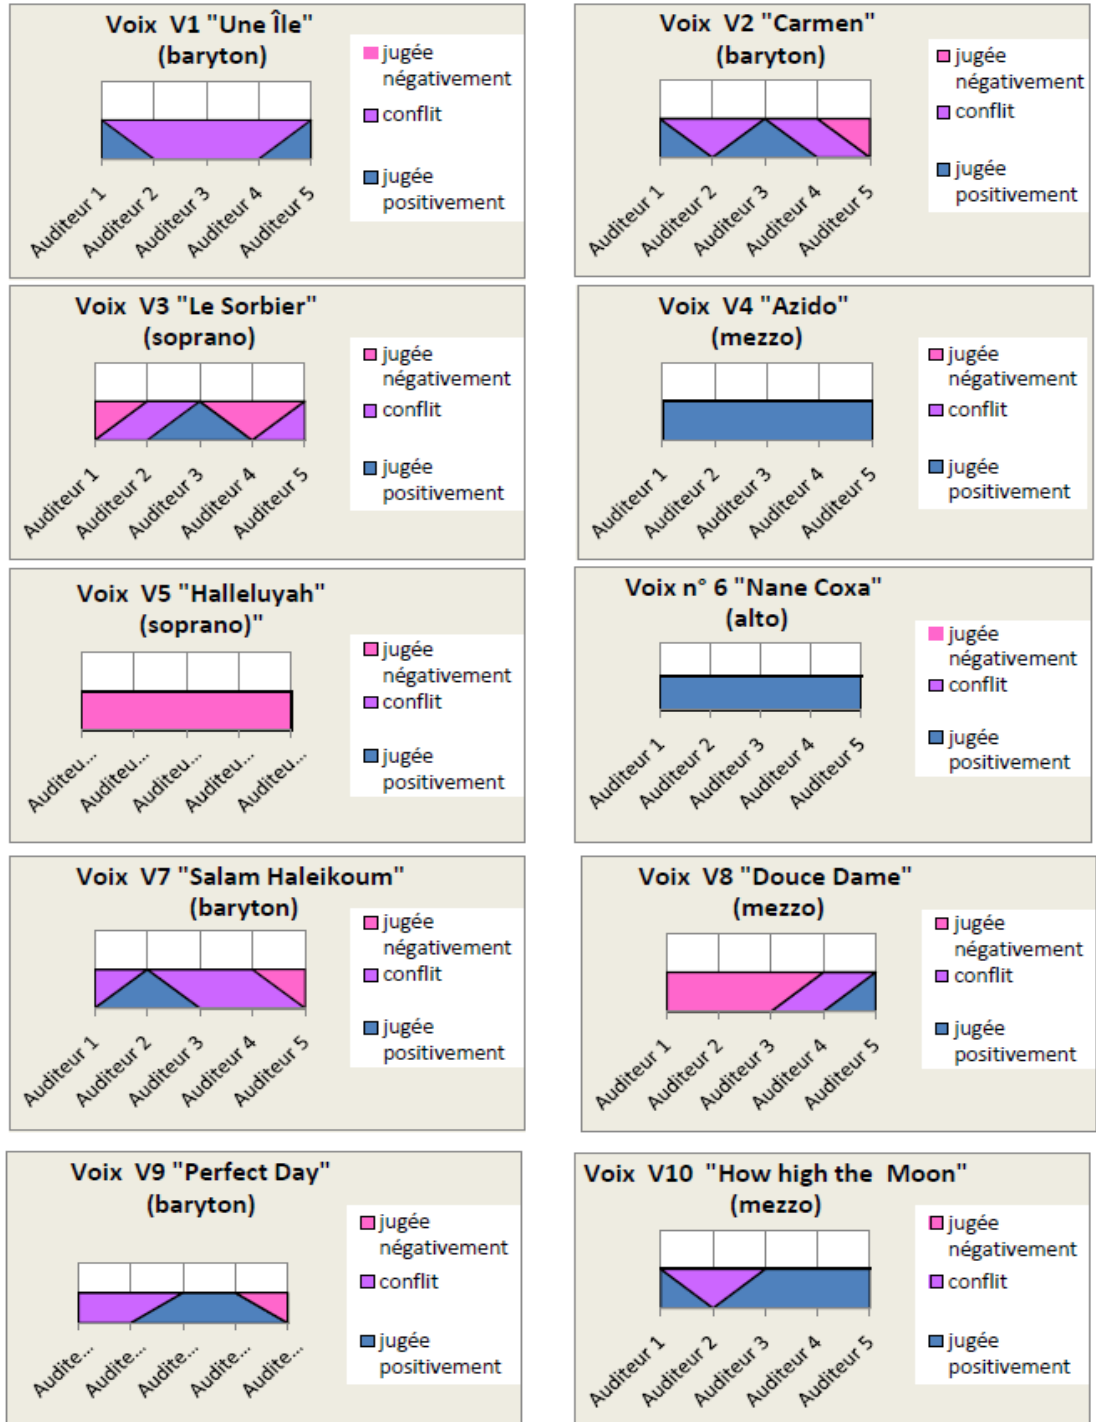 Voix V1 "Une Île"
(baryton)
jugée
négativement
conflit
jugée
positivement
Auditeur 1
Auditeur 2
Auditeur 3
Auditeur 4
Auditeur 5
Voix V2 "Carmen"
(baryton)
jugée
négativement
conflit
jugée
positivement
Auditeur 1
Auditeur 2
Auditeur 3
Auditeur 4
Auditeur 5
Voix V3 "Le Sorbier"
(soprano)
jugée
négativement
conflit
jugée
positivement
Auditeur 1
Auditeur 2
Auditeur 3
Auditeur 4
Auditeur 5
Voix V4 "Azido"
(mezzo)
jugée
négativement
conflit
jugée
positivement
Auditeur 1
Auditeur 2
Auditeur 3
Auditeur 4
Auditeur 5
Voix V5 "Halleluyah"
(soprano)"
jugée
négativement
conflit
jugée
positivement
Auditeu...
Auditeu...
Auditeu...
Auditeu...
Auditeu...
Voix n° 6 "Nane Coxa"
(alto)
jugée
négativement
conflit
jugée
positivement
Auditeur 1
Auditeur 2
Auditeur 3
Auditeur 4
Auditeur 5
Voix V7 "Salam Haleikoum"
(baryton)
jugée
négativement
conflit
jugée
positivement
Auditeur 1
Auditeur 2
Auditeur 3
Auditeur 4
Auditeur 5
Voix V8 "Douce Dame"
(mezzo)
jugée
négativement
conflit
jugée
positivement
Auditeur 1
Auditeur 2
Auditeur 3
Auditeur 4
Auditeur 5
Voix V9 "Perfect Day"
(baryton)
jugée
négativement
conflit
jugée
positivement
Audite...
Audite...
Audite...
Audite...
Audite...
Voix V10 "How high the Moon"
(mezzo)
jugée
négativement
conflit
jugée
positivement
Auditeur 1
Auditeur 2
Auditeur 3
Auditeur 4
Auditeur 5